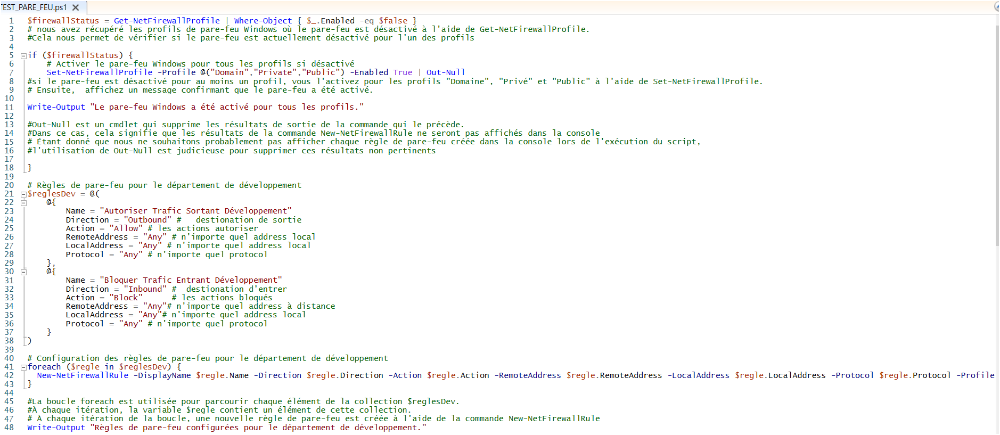 TEST_PARE_FEU.ps1
1 $firewallStatus = Get-NetFirewallProfile | Where-Object { $_.Enabled -eq $false }
2 # nous avez récupéré les profils de pare-feu Windows où le pare-feu est désactivé à l'aide de Get-NetFirewallProfile.
3 #Cela nous permet de vérifier si le pare-feu est actuellement désactivé pour l'un des profils
4
5 if ($firewallStatus) {
6 # Activer le pare-feu Windows pour tous les profils si désactivé
7 Set-NetFirewallProfile -Profile @("Domain","Private","Public") -Enabled True | Out-Null
8 #si le pare-feu est désactivé pour au moins un profil, vous l'activez pour les profils "Domaine", "Privé" et "Public" à l'aide de Set-NetFirewallProfile.
9 # Ensuite,  affichez un message confirmant que le pare-feu a été activé.
10
11 Write-Output "Le pare-feu Windows a été activé pour tous les profils."
12
13 #Out-Null est un cmdlet qui supprime les résultats de sortie de la commande qui le précède.
14 #Dans ce cas, cela signifie que les résultats de la commande New-NetFirewallRule ne seront pas affichés dans la console
15 # Étant donné que nous ne souhaitons probablement pas afficher chaque règle de pare-feu créée dans la console lors de l'exécution du script,
16 #l'utilisation de Out-Null est judicieuse pour supprimer ces résultats non pertinents
17
18 }
19
20 # Règles de pare-feu pour le département de développement
21 $reglesDev = @(
22 @{
23 Name = "Autoriser Trafic Sortant Développement"
24 Direction = "Outbound" #   destionation de sortie
25 Action = "Allow" # les actions autoriser
26 RemoteAddress = "Any" # n'importe quel address local
27 LocalAddress = "Any" # n'importe quel address local
28 Protocol = "Any" # n'importe quel protocol
29 },
30 @{
31 Name = "Bloquer Trafic Entrant Développement"
32 Direction = "Inbound" #  destionation d'entrer
33 Action = "Block"      # les actions bloqués
34 RemoteAddress = "Any"# n'importe quel address à distance
35 LocalAddress = "Any"# n'importe quel address local
36 Protocol = "Any" # n'importe quel protocol
37 }
38 )
39
40 # Configuration des règles de pare-feu pour le département de développement
41 foreach ($regle in $reglesDev) {
42 New-NetFirewallRule -DisplayName $regle.Name -Direction $regle.Direction -Action $regle.Action -RemoteAddress $regle.RemoteAddress -LocalAddress $regle.LocalAddress -Protocol $regle.Protocol -Profile
43 }
44
45 #La boucle foreach est utilisée pour parcourir chaque élément de la collection $reglesDev.
46 #À chaque itération, la variable $regle contient un élément de cette collection.
47 # À chaque itération de la boucle, une nouvelle règle de pare-feu est créée à l'aide de la commande New-NetFirewallRule
48 Write-Output "Règles de pare-feu configurées pour le département de développement."